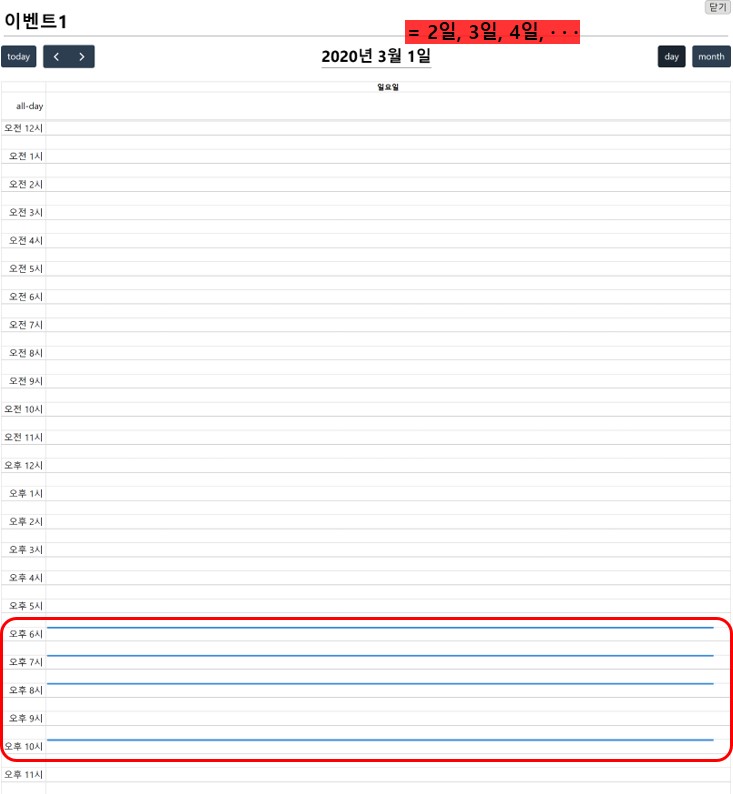 닫기
이벤트1
= 2일, 3일, 4일, · · ·
today
2020년 3월 1일
day month
일요일
all-day
오전 12시
오전 1시
오전 2시
오전 3시
오전 4시
오전 5시
오전 6시
오전 7시
오전 8시
오전 9시
오전 10시
오전 11시
오후 12시
오후 1시
오후 2시
오후 3시
오후 4시
오후 5시
오후 6시
오후 7시
오후 8시
오후 9시
오후 10시
오후 11시